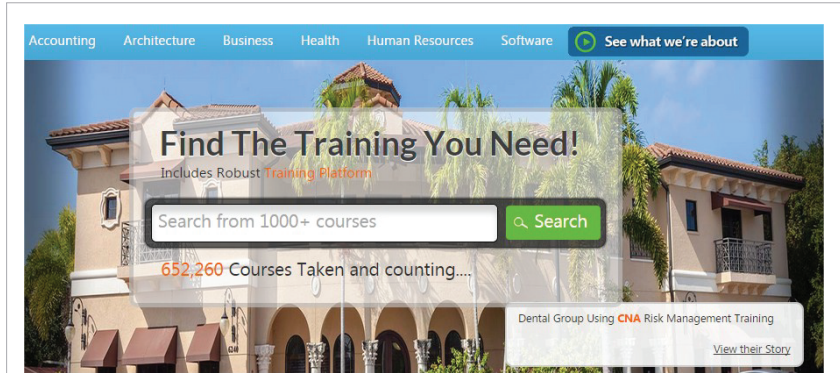 Accounting Architecture Business Health Human Resources Software See what we're about
Find The Training You Need!
Includes Robust Training Platform
Search from 1000+ courses Search
652,260 Courses Taken and counting....
Dental Group Using CNA Risk Management Training
View their Story